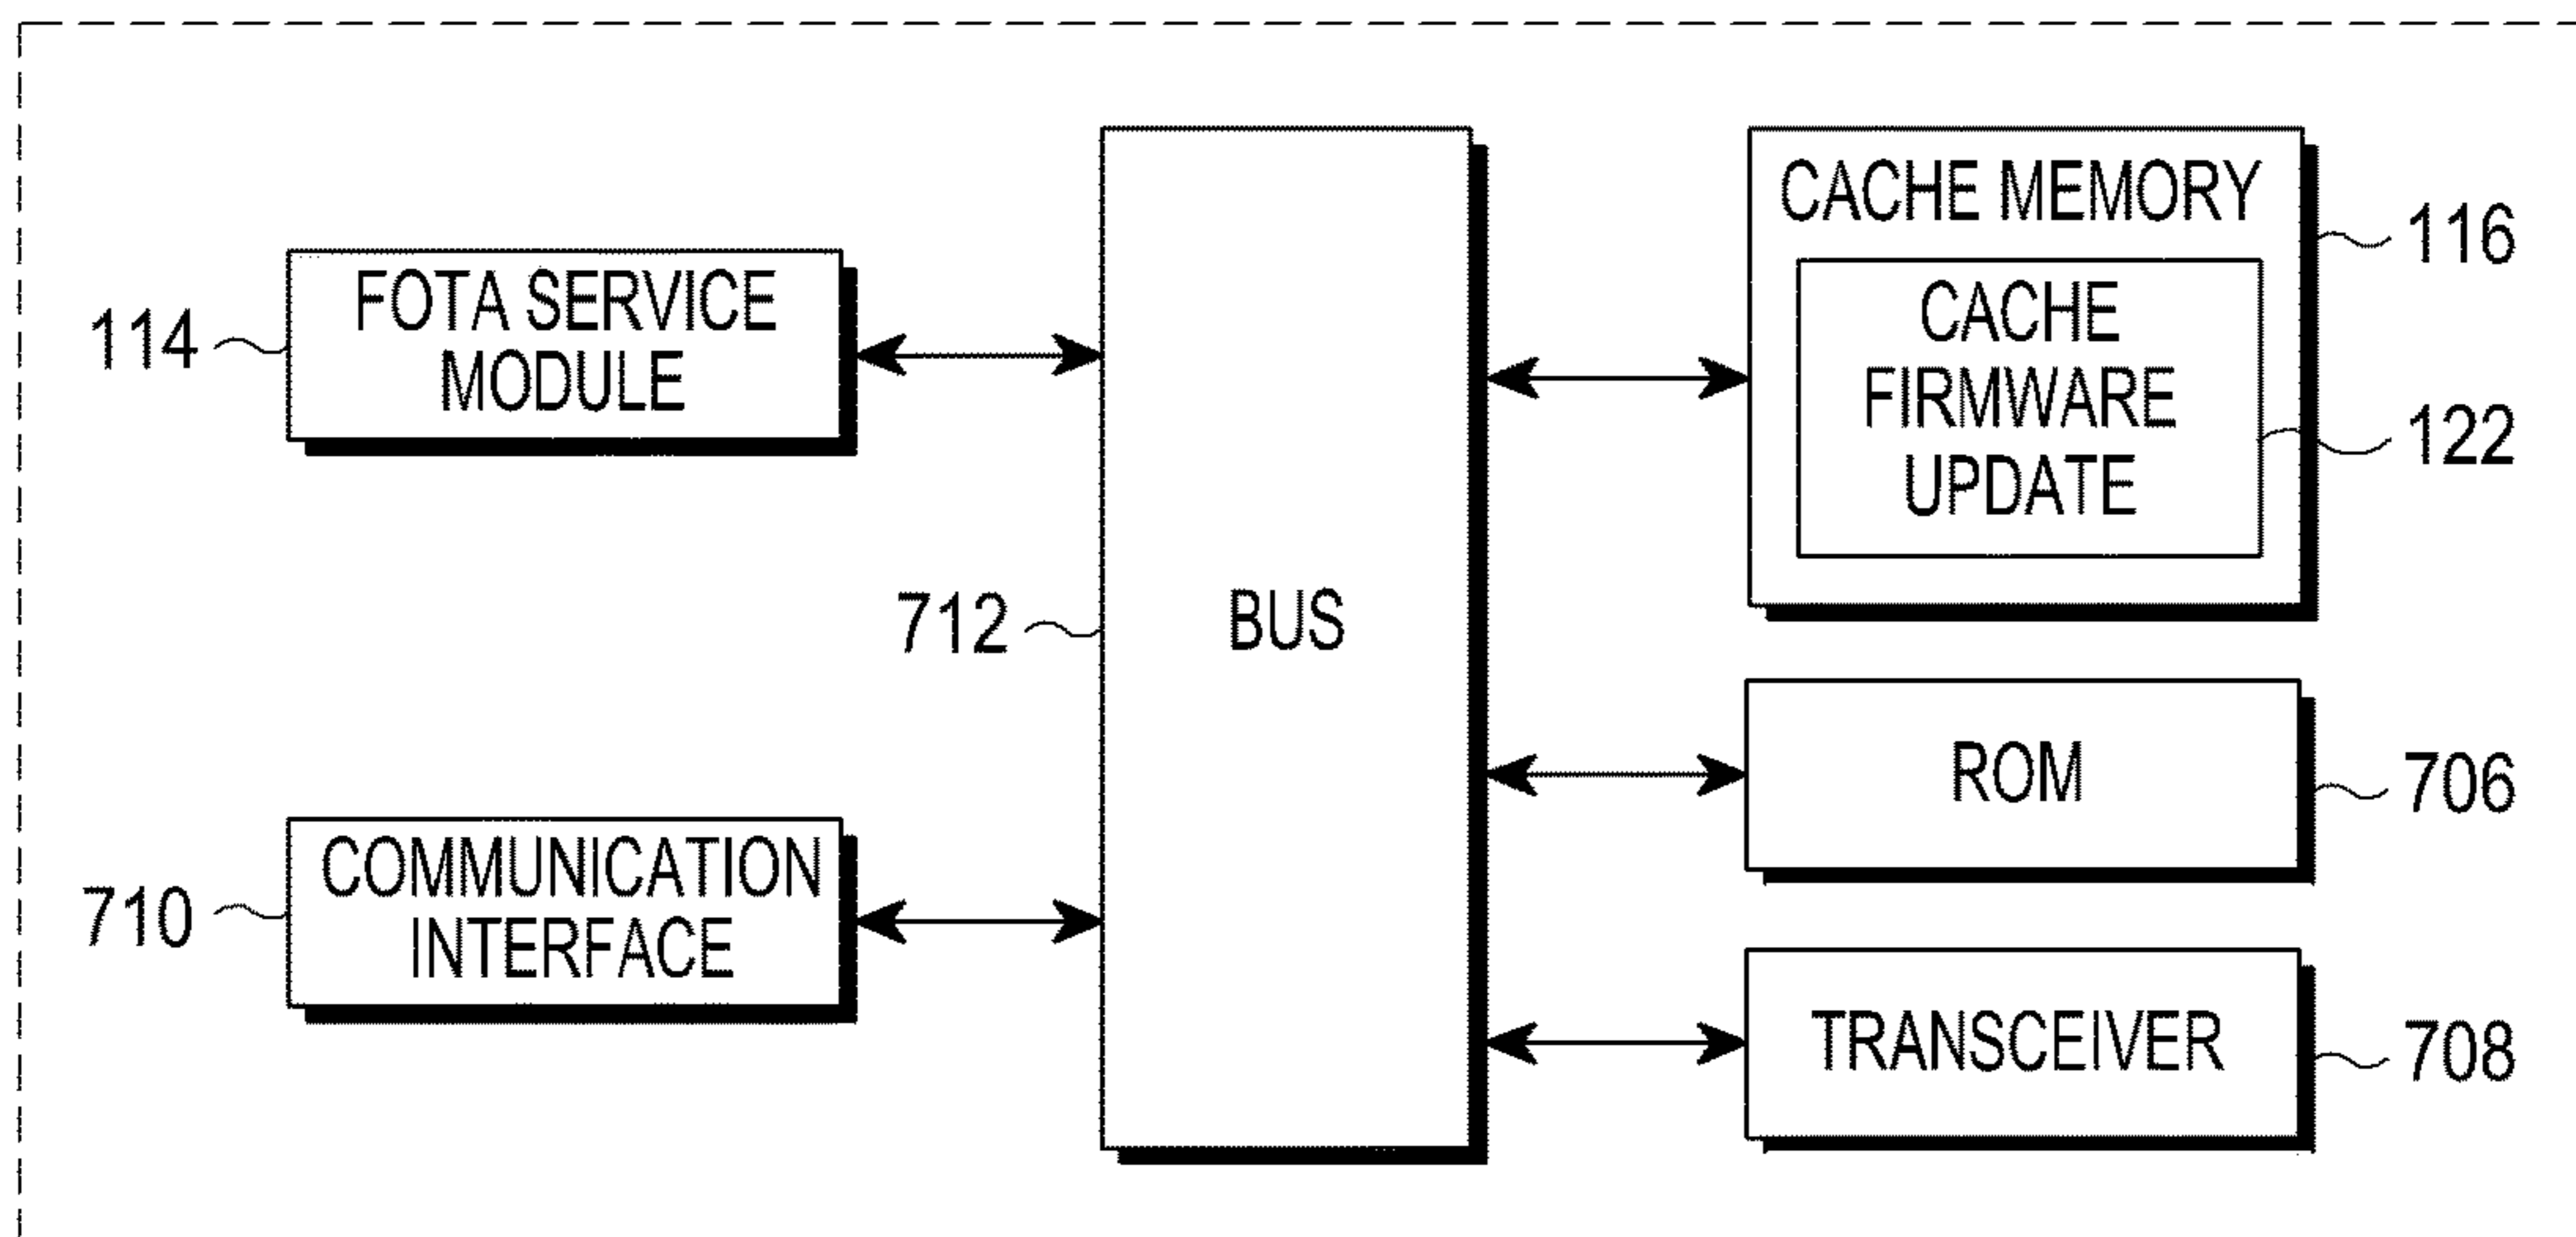 CACHE MEMORY
116
FOTA SERVICE
MODULE
114
CACHE
FIRMWARE
UPDATE
122
712
BUS
ROM
706
COMMUNICATION
INTERFACE
710
TRANSCEIVER
708